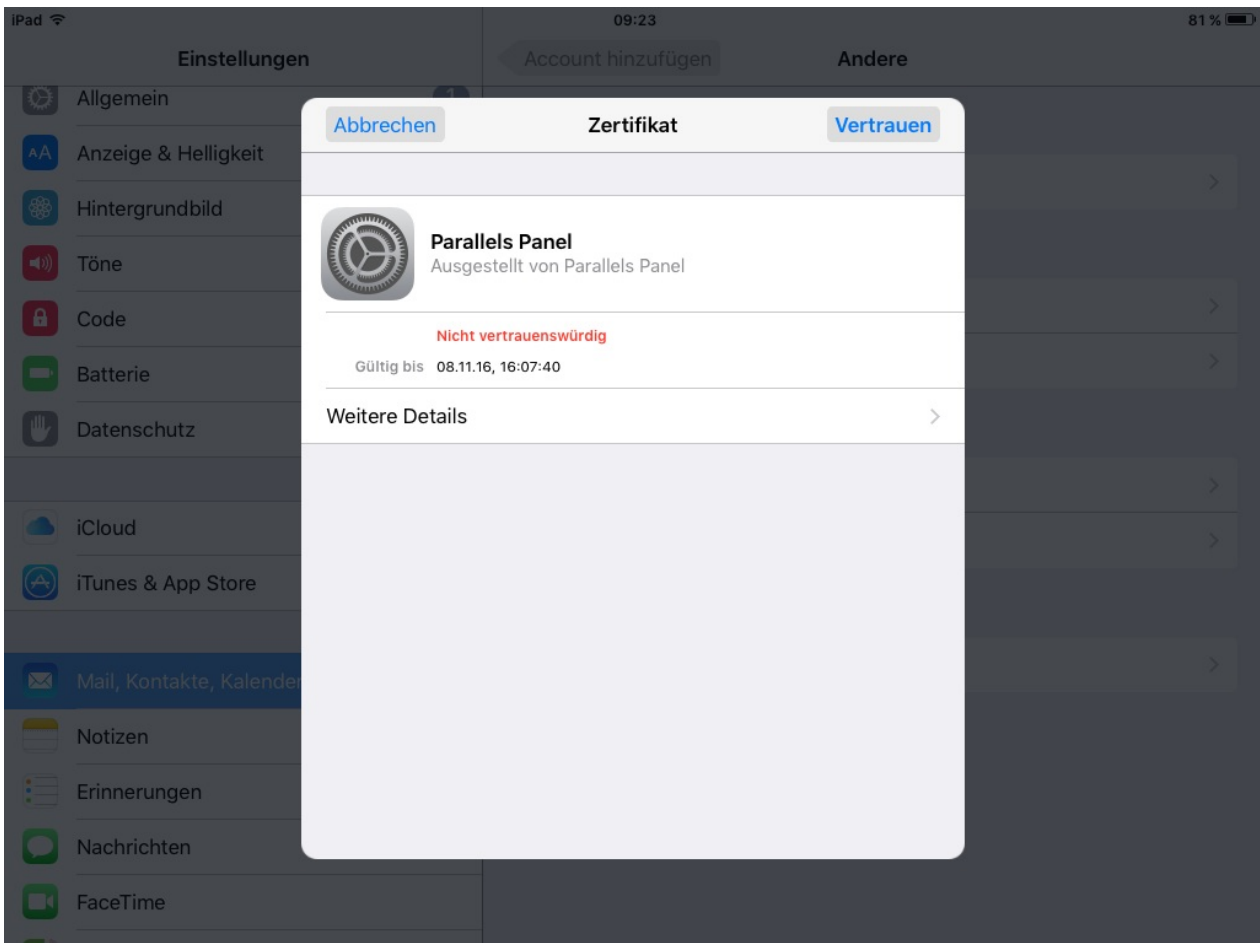 iPad 09:23 81 %
Einstellungen
Account hinzufügen Andere
Allgemein 1
Anzeige & Helligkeit
Hintergrundbild
Töne
Code
Batterie
Datenschutz
iCloud
iTunes & App Store
Mail, Kontakte, Kalender
Notizen
Erinnerungen
Nachrichten
FaceTime
Abbrechen Zertifikat Vertrauen
Parallels Panel
Ausgestellt von Parallels Panel
Nicht vertrauenswürdig
Gültig bis 08.11.16, 16:07:40
Weitere Details